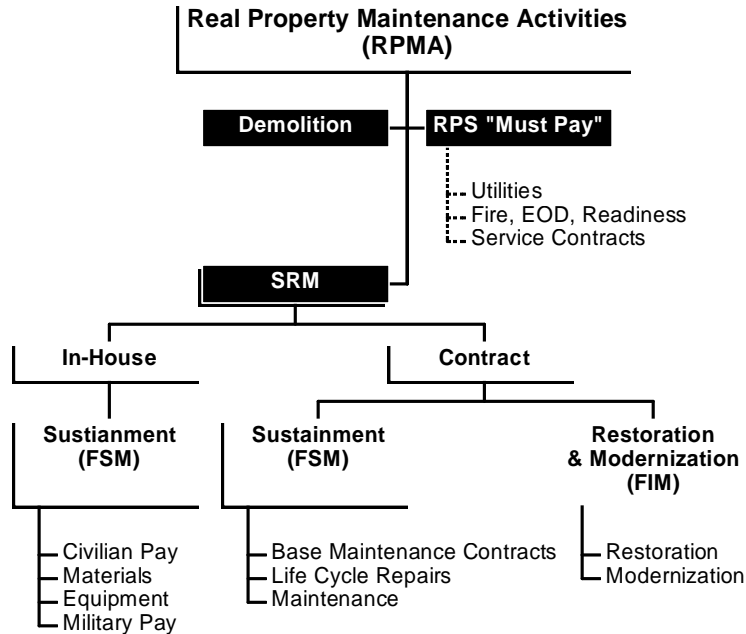 Real Property Maintenance Activities
(RPMA)
Demolition
RPS "Must Pay"
Utilities
Fire, EOD, Readiness
Service Contracts
SRM
In-House
Contract
Sustianment
(FSM)
Sustainment
(FSM)
Restoration
& Modernization
(FIM)
Civilian Pay
Materials
Equipment
Military Pay
Base Maintenance Contracts
Life Cycle Repairs
Maintenance
Restoration
Modernization